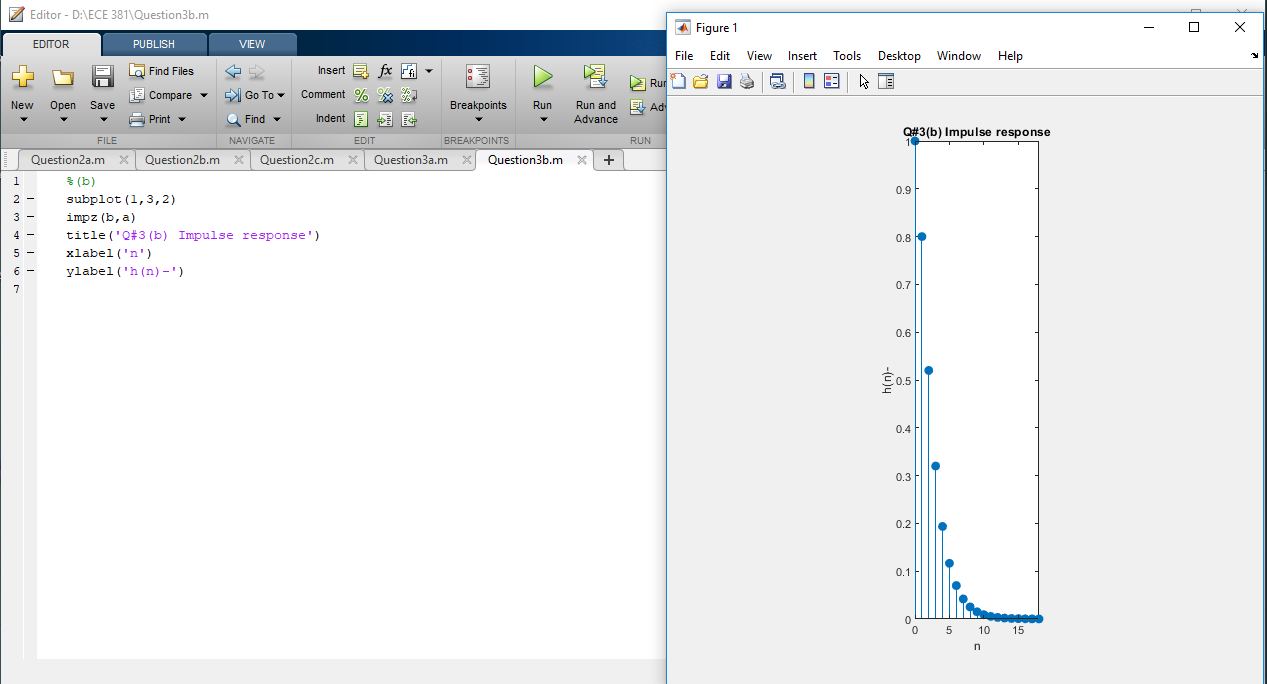 Editor - D:\ECE 381\Question3b.m
EDITOR PUBLISH VIEW
New Open Save
Find Files
Compare
Print
FILE
Go To
Find
NAVIGATE
Insert fx
Comment % %
Indent
EDIT
Breakpoints
BREAKPOINTS
Run
Run and
Advance
RUN
Question2a.m Question2b.m Question2c.m Question3a.m Question3b.m +
1 %(b)
2 - subplot(1,3,2)
3 - impz(b,a)
4 - title('Q#3(b) Impulse response')
5 - xlabel('n')
6 - ylabel('h(n)-')
7
Figure 1
File Edit View Insert Tools Desktop Window Help
Q#3(b) Impulse response
1
0.9
0.8
0.7
0.6
0.5
0.4
0.3
0.2
0.1
0
h(n)-
0 5 10 15
n